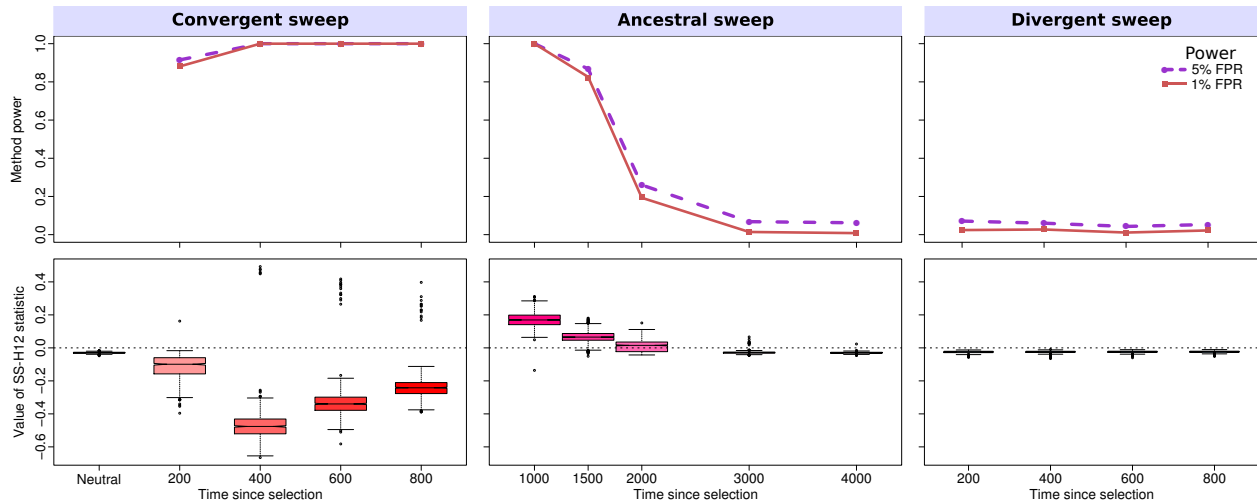 Convergent sweep
Ancestral sweep
Divergent sweep
Method power
1.0
0.8
0.6
0.4
0.2
0.0
Power
5% FPR
1% FPR
Value of SS-H12 statistic
0.4
0.2
0.0
−0.2
−0.4
−0.6
Neutral 200 400 600 800
Time since selection
1000 1500 2000 3000 4000
Time since selection
200 400 600 800
Time since selection